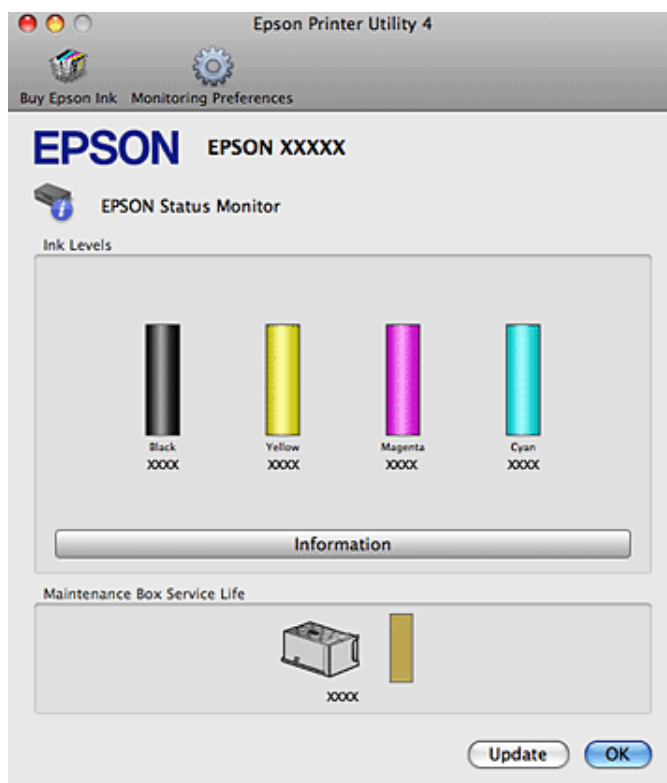 Epson Printer Utility 4
Buy Epson Ink Monitoring Preferences
EPSON EPSON XXXXX
EPSON Status Monitor
Ink Levels
Black Yellow Magenta Cyan
XXXX XXXX XXXX XXXX
Information
Maintenance Box Service Life
XXXX
Update OK